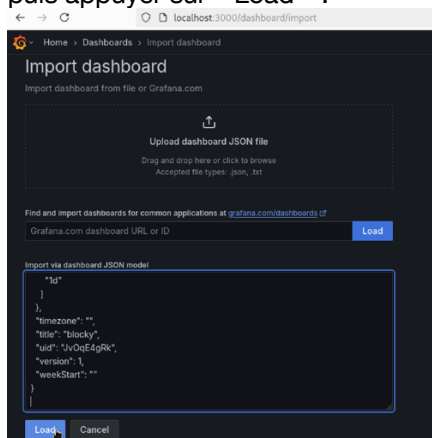 puis appuyer sur "Load" :
localhost:3000/dashboard/import
Home > Dashboards > Import dashboard
Import dashboard
Import dashboard from file or Grafana.com
Upload dashboard JSON file
Drag and drop here or click to browse
Accepted file types: .json, .txt
Find and import dashboards for common applications at grafana.com/dashboards
Grafana.com dashboard URL or ID
Load
Import via dashboard JSON model
"1d"
]
},
"timezone": "",
"title": "blocky",
"uid": "JvOqE4gRk",
"version": 1,
"weekStart": ""
}
Load
Cancel